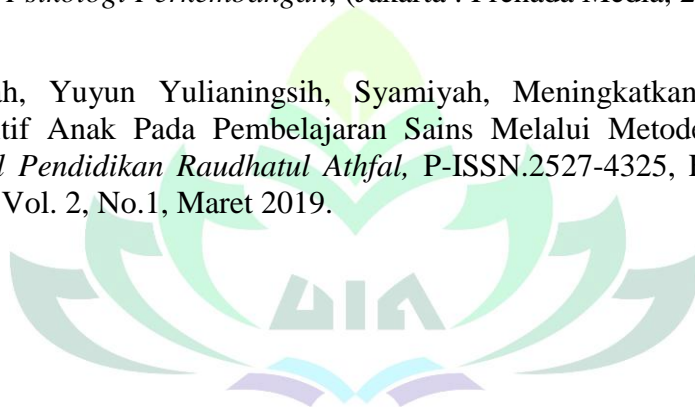 Psikologi Perkembangan, (Jakarta : Prenada Media, 2
ah, Yuyun Yulianingsih, Syamiyah, Meningkatkan
tif Anak Pada Pembelajaran Sains Melalui Metode
l Pendidikan Raudhatul Athfal, P-ISSN.2527-4325,
Vol. 2, No.1, Maret 2019.
UIN